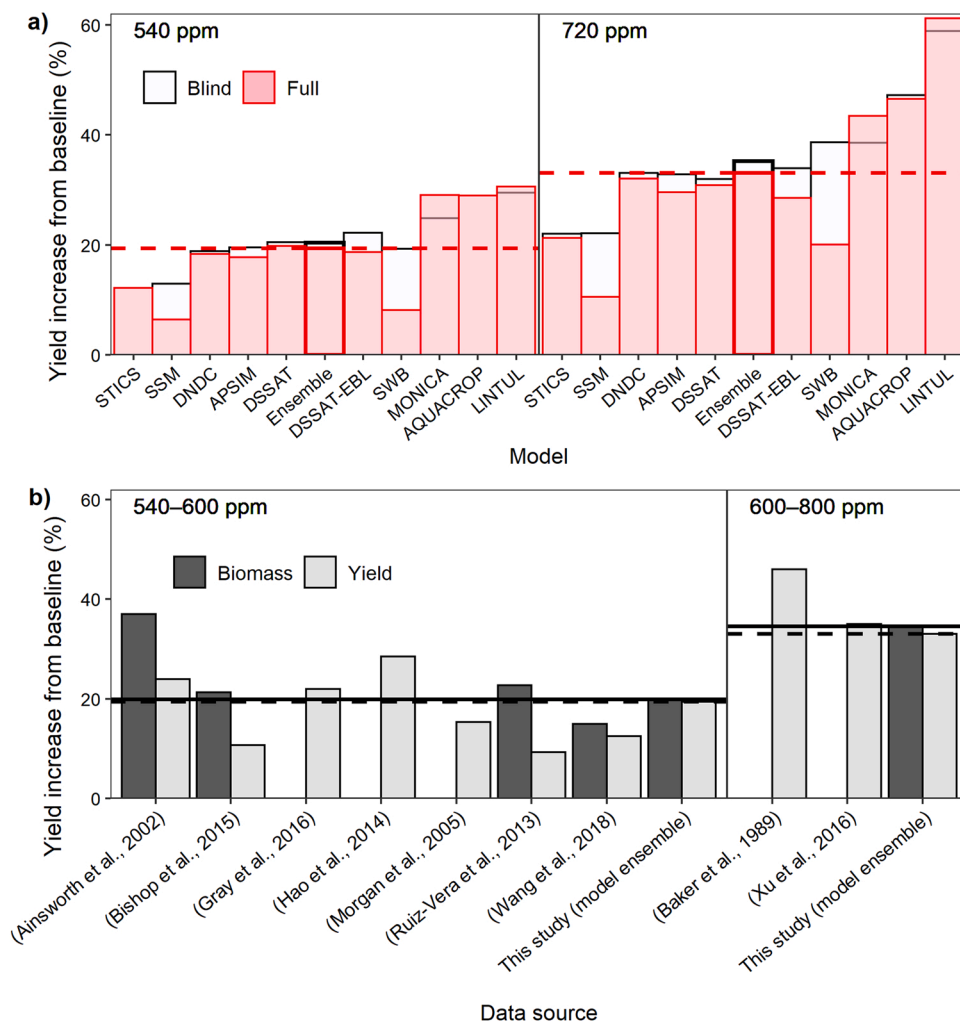 a)
540 ppm
720 ppm
Blind
Full
Yield increase from baseline (%)
60
40
20
0
STICS
SSM
DNDC
APSIM
DSSAT
Ensemble
DSSAT-EBL
SWB
MONICA
AQUACROP
LINTUL
STICS
SSM
DNDC
APSIM
DSSAT
Ensemble
DSSAT-EBL
SWB
MONICA
AQUACROP
LINTUL
Model
b)
540–600 ppm
600–800 ppm
Biomass
Yield
Yield increase from baseline (%)
60
40
20
0
(Ainsworth et al., 2002)
(Bishop et al., 2015)
(Gray et al., 2016)
(Hao et al., 2014)
(Morgan et al., 2005)
(Ruiz-Vera et al., 2013)
(Wang et al., 2018)
This study (model ensemble)
(Baker et al., 1989)
(Xu et al., 2016)
This study (model ensemble)
Data source